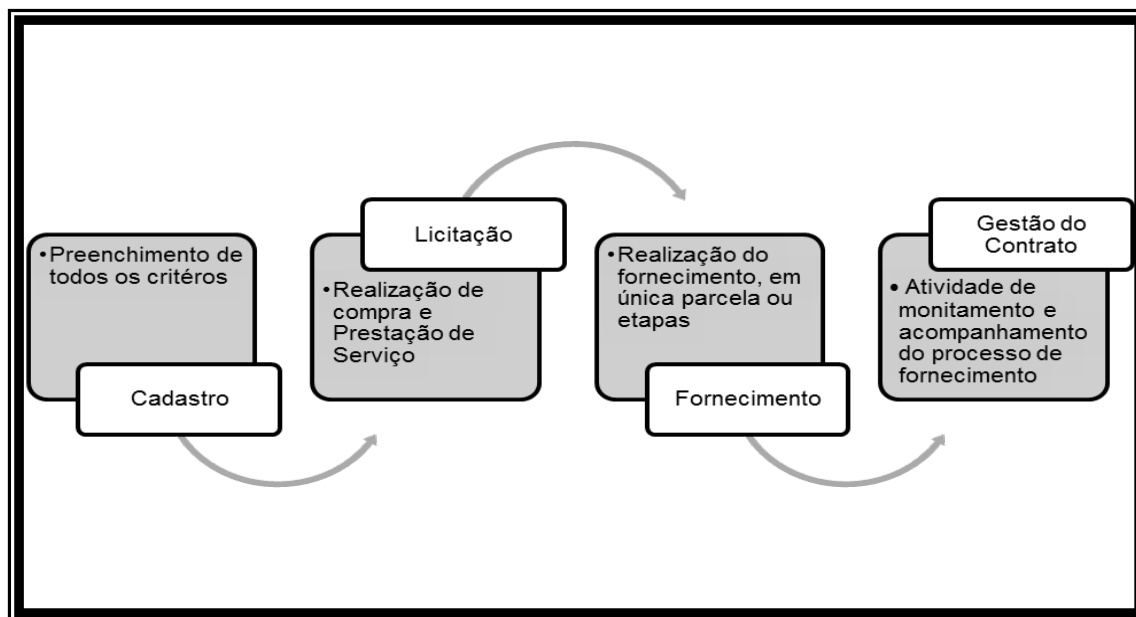 •Preenchimento de
todos os critéros
Cadastro
Licitação
•Realização de
compra e
Prestação de
Serviço
•Realização do
fornecimento, em
única parcela ou
etapas
Fornecimento
Gestão do
Contrato
• Atividade de
monitamento e
acompanhamento
do processo de
fornecimento